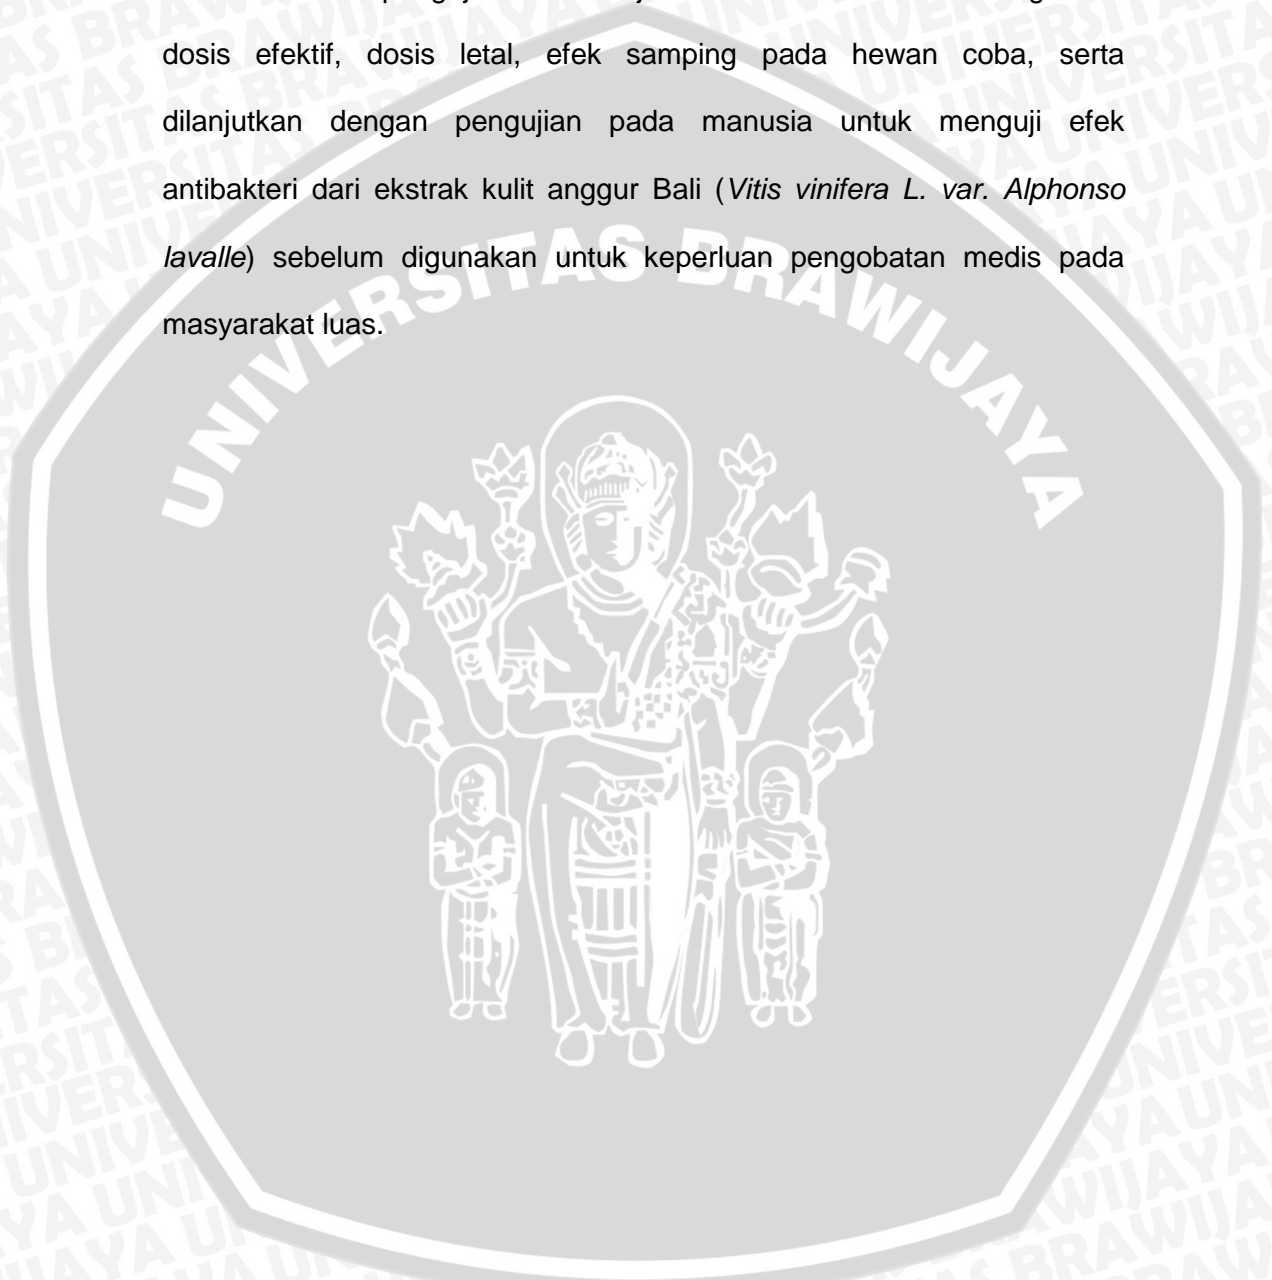 dosis efektif, dosis letal, efek samping pada hewan coba, serta
dilanjutkan dengan pengujian pada manusia untuk menguji efek
antibakteri dari ekstrak kulit anggur Bali (Vitis vinifera L. var. Alphonso
lavalle) sebelum digunakan untuk keperluan pengobatan medis pada
masyarakat luas.
UNIVERSITAS BRAWIJAYA